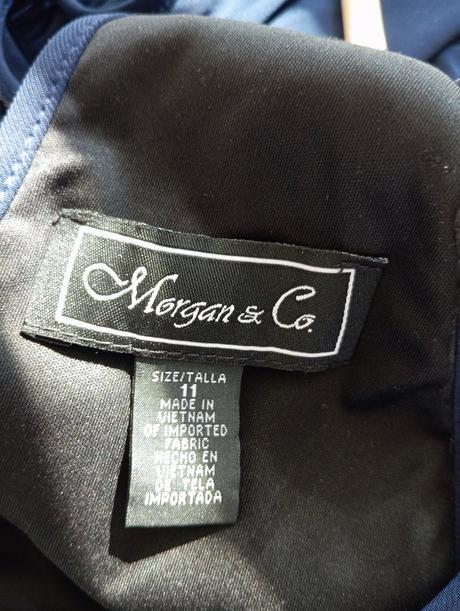 Morgan & Co.
SIZE/TALLA
11
MADE IN
VIETNAM
OF IMPORTED
FABRIC
HECHO EN
VIETNAM
DE TELA
IMPORTADA